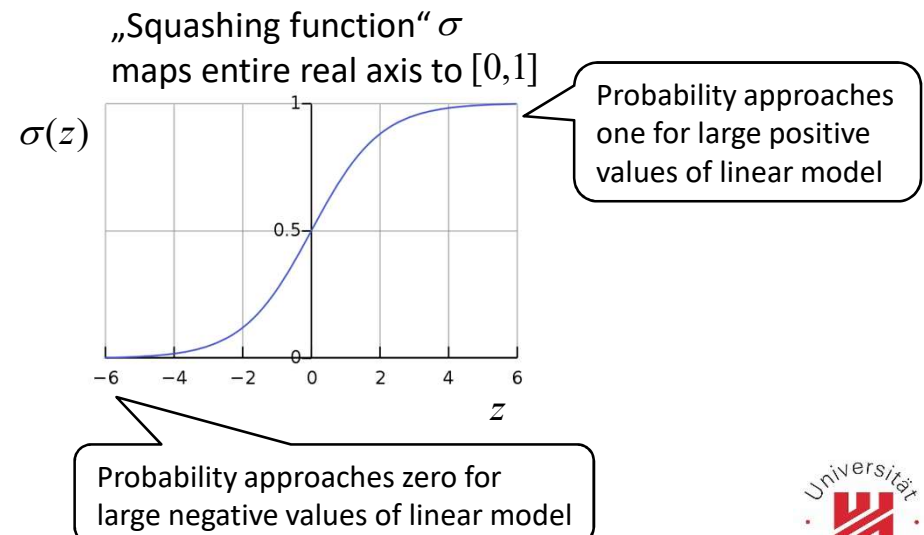 „Squashing function“ σ
maps entire real axis to [0,1]
σ(z)
1
0.5
0
−6 −4 −2 0 2 4 6
z
Probability approaches
one for large positive
values of linear model
Probability approaches zero for
large negative values of linear model
Universität